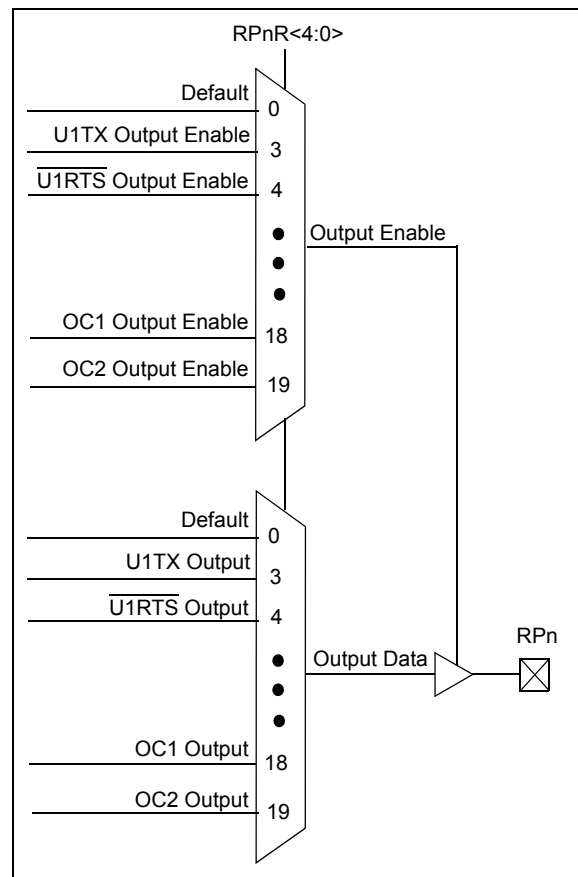 RPnR<4:0>
Default
0
U1TX Output Enable
3
U1RTS Output Enable
4
Output Enable
OC1 Output Enable
18
OC2 Output Enable
19
Default
0
U1TX Output
3
U1RTS Output
4
RPn
Output Data
OC1 Output
18
OC2 Output
19